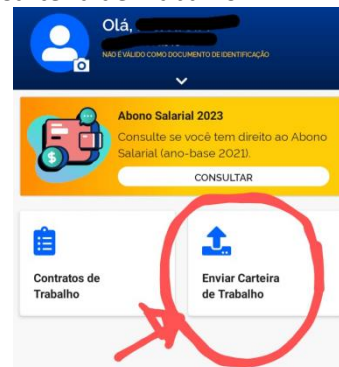 Olá,
NÃO É VÁLIDO COMO DOCUMENTO DE IDENTIFICAÇÃO
Abono Salarial 2023
Consulte se você tem direito ao Abono
Salarial (ano-base 2021).
CONSULTAR
Contratos de
Trabalho
Enviar Carteira
de Trabalho